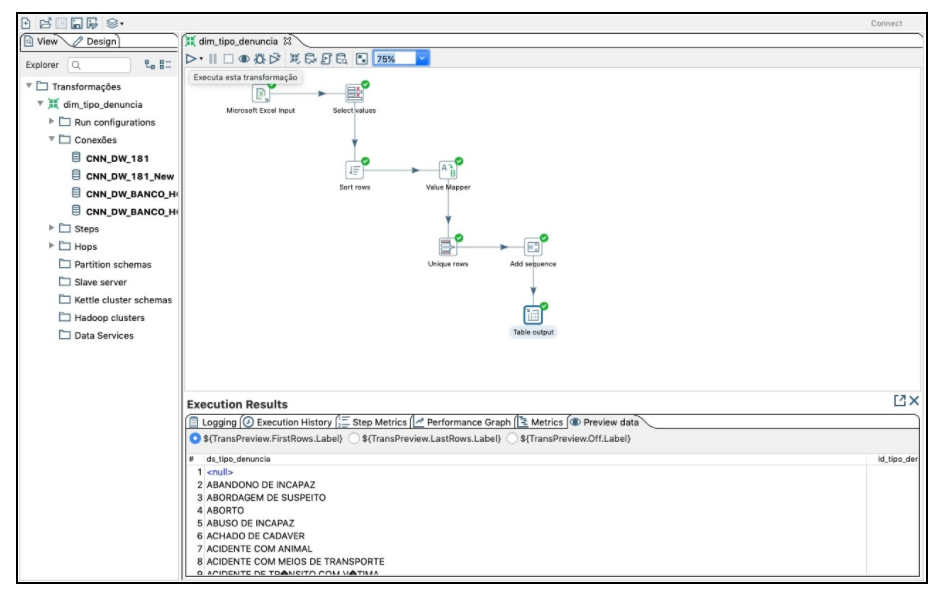 Connect
View
Design
dim_tipo_denuncia
Explorer
75%
Executa esta transformação
Transformações
dim_tipo_denuncia
Run configurations
Conexões
CNN_DW_181
CNN_DW_181_New
CNN_DW_BANCO_H
CNN_DW_BANCO_H
Steps
Hops
Partition schemas
Slave server
Kettle cluster schemas
Hadoop clusters
Data Services
Microsoft Excel Input
Select values
Sort rows
Value Mapper
Unique rows
Add sequence
Table output
Execution Results
Logging
Execution History
Step Metrics
Performance Graph
Metrics
Preview data
${TransPreview.FirstRows.Label}
${TransPreview.LastRows.Label}
${TransPreview.Off.Label}
# ds_tipo_denuncia id_tipo_der
1 <null>
2 ABANDONO DE INCAPAZ
3 ABORDAGEM DE SUSPEITO
4 ABORTO
5 ABUSO DE INCAPAZ
6 ACHADO DE CADAVER
7 ACIDENTE COM ANIMAL
8 ACIDENTE COM MEIOS DE TRANSPORTE
9 ACIDENTE DE TR�NSITO COM V�TIMA